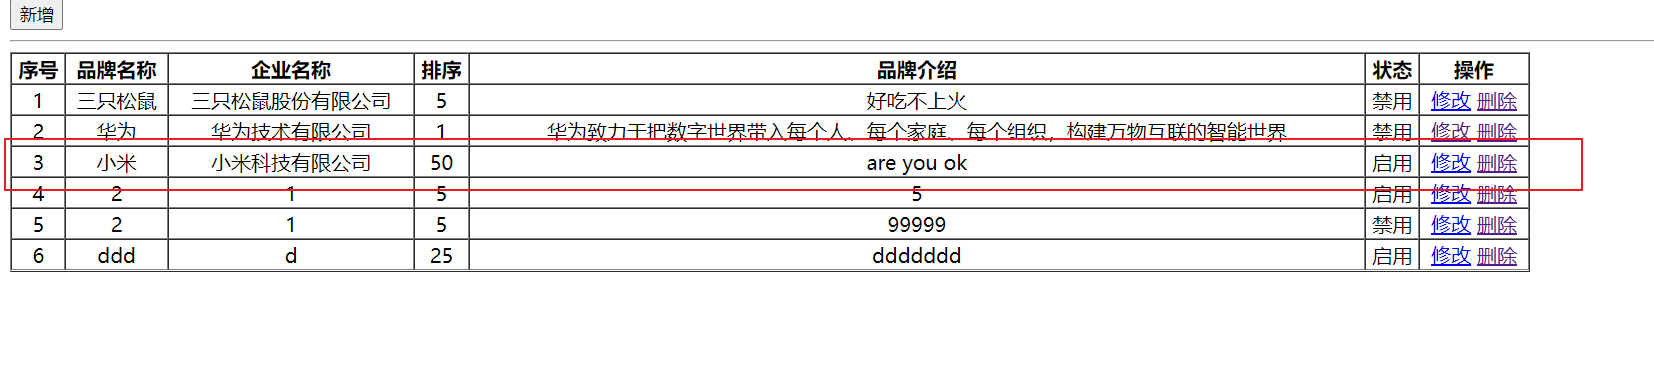 新增
序号 品牌名称 企业名称 排序 品牌介绍 状态 操作
1 三只松鼠 三只松鼠股份有限公司 5 好吃不上火 禁用 修改 删除
2 华为 华为技术有限公司 1 华为致力于把数字世界带入每个人、每个家庭、每个组织，构建万物互联的智能世界 禁用 修改 删除
3 小米 小米科技有限公司 50 are you ok 启用 修改 删除
4 2 1 5 5 启用 修改 删除
5 2 1 5 99999 禁用 修改 删除
6 ddd d 25 ddddddd 启用 修改 删除